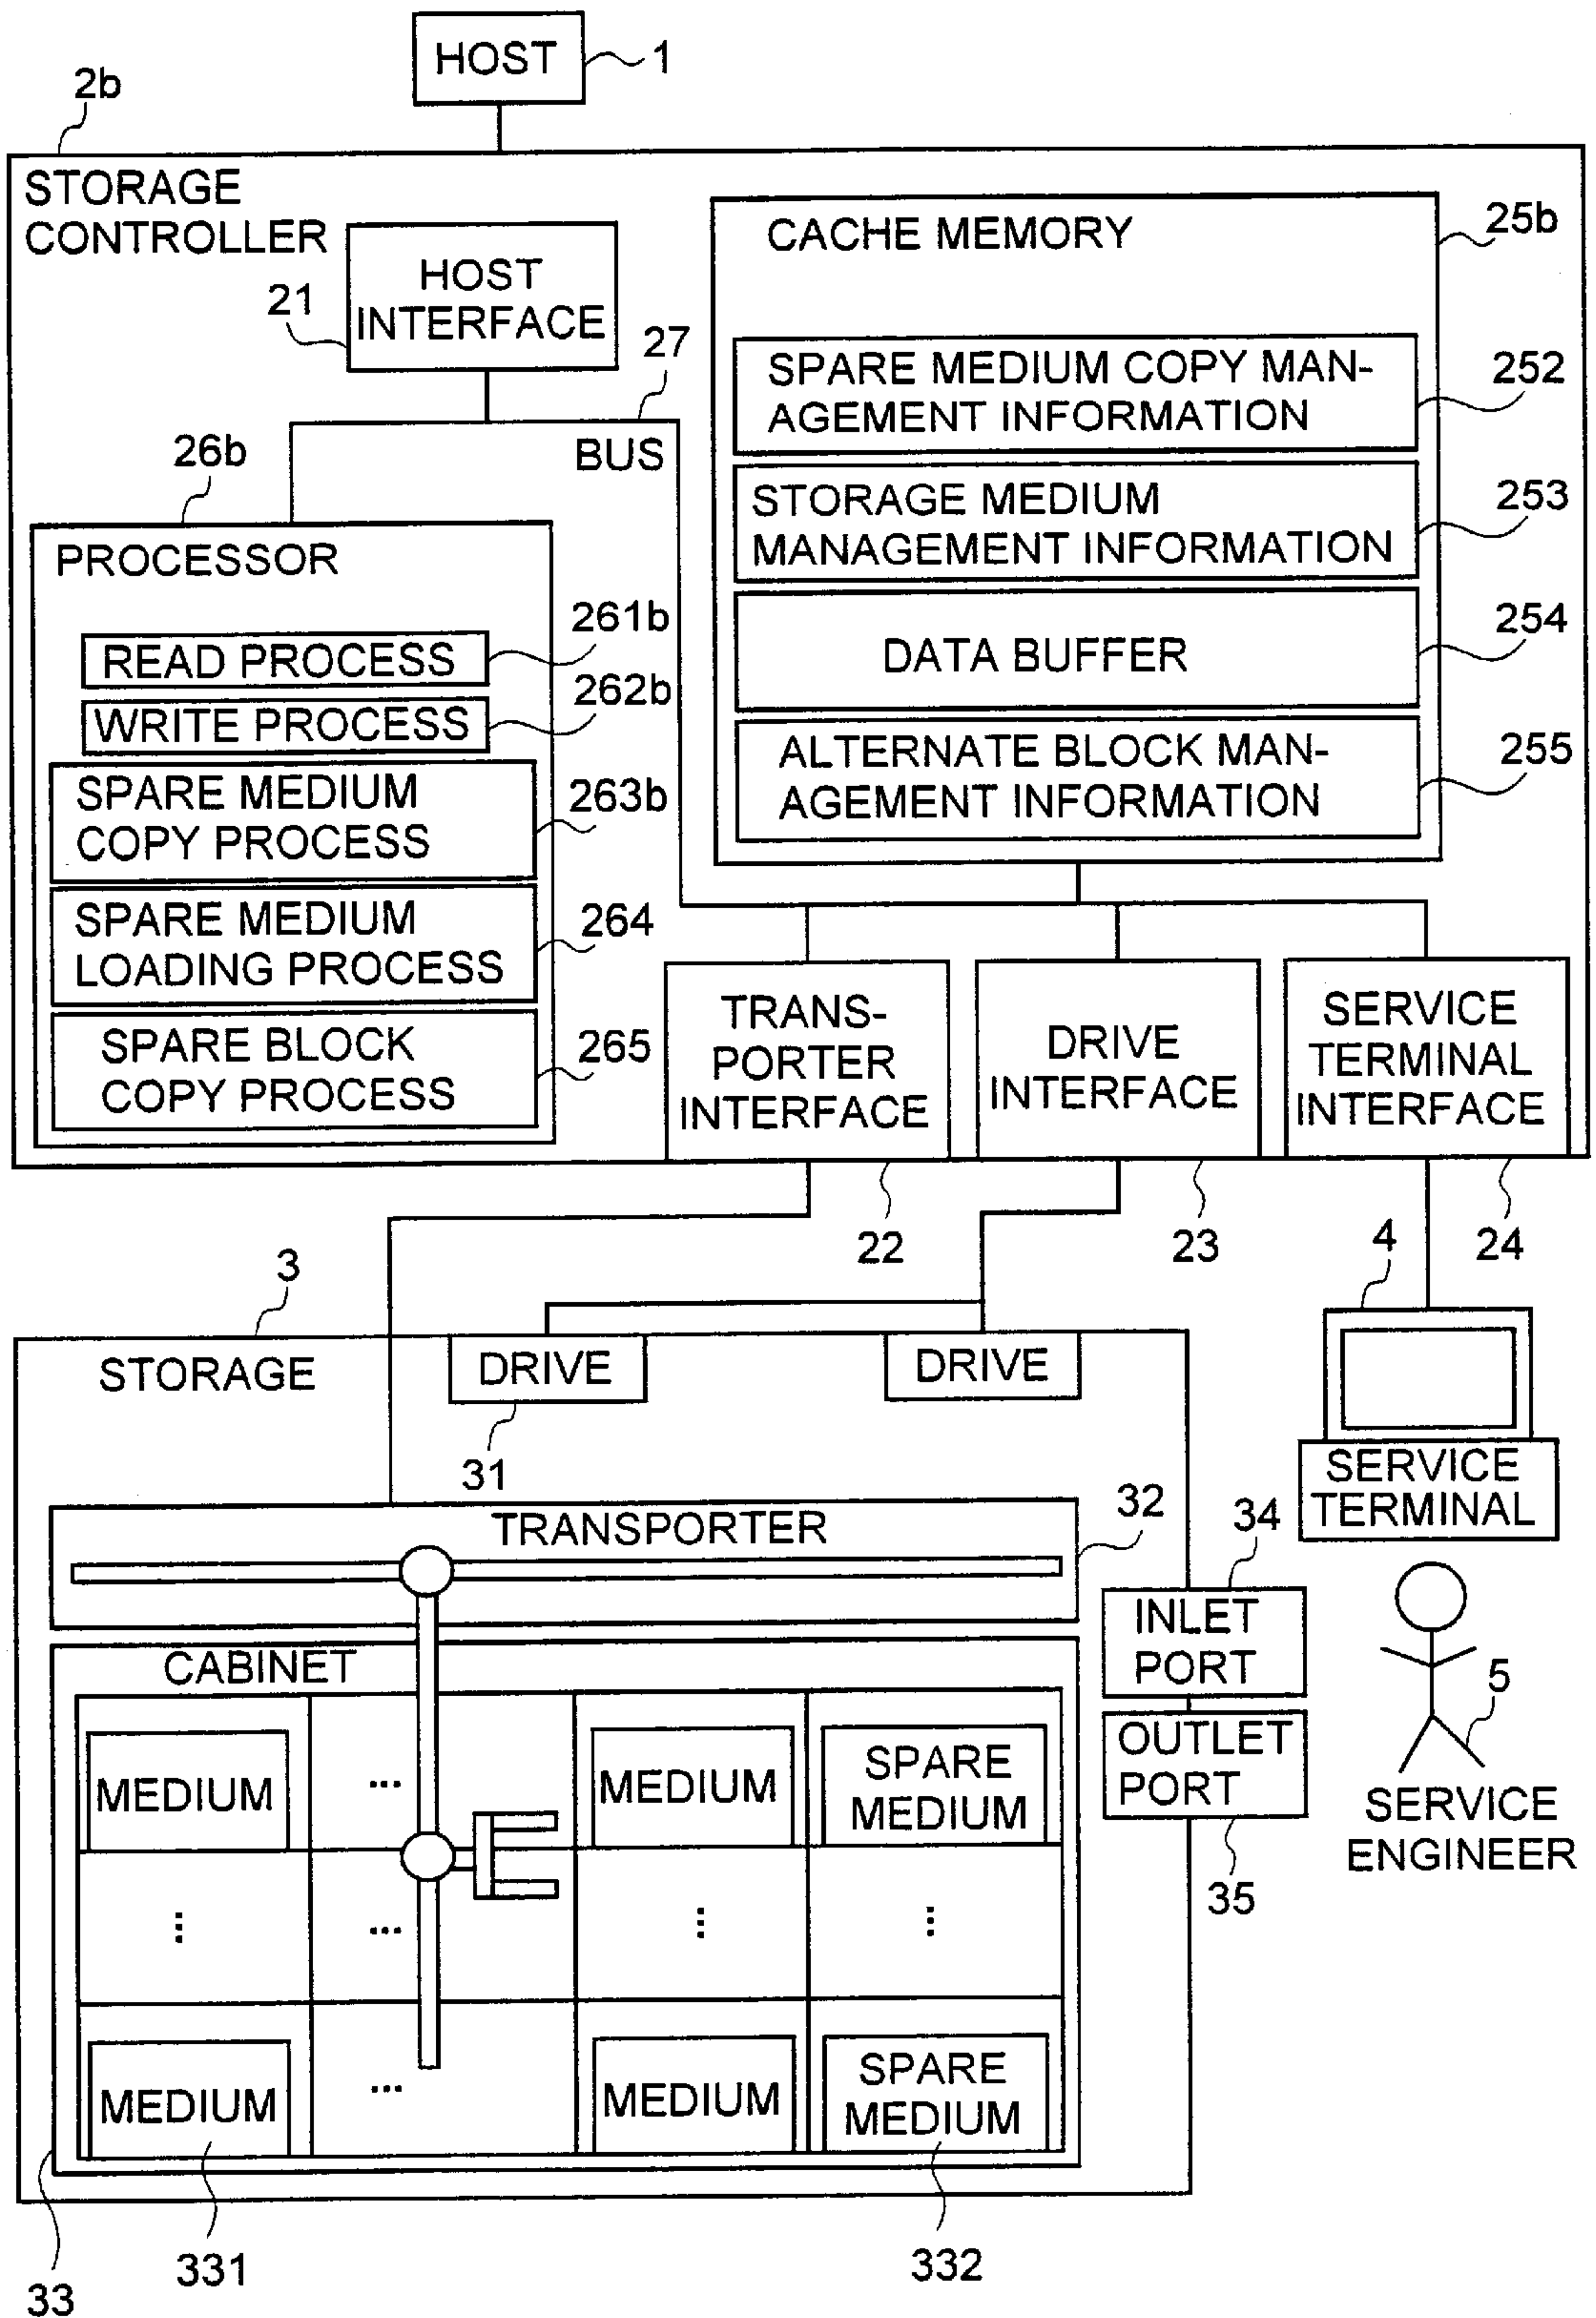 HOST
1
2b
STORAGE
CONTROLLER
HOST
INTERFACE
21
27
BUS
CACHE MEMORY
25b
SPARE MEDIUM COPY MAN-
AGEMENT INFORMATION
252
STORAGE MEDIUM
MANAGEMENT INFORMATION
253
DATA BUFFER
254
ALTERNATE BLOCK MAN-
AGEMENT INFORMATION
255
26b
PROCESSOR
READ PROCESS
261b
WRITE PROCESS
262b
SPARE MEDIUM
COPY PROCESS
263b
SPARE MEDIUM
LOADING PROCESS
264
SPARE BLOCK
COPY PROCESS
265
TRANS-
PORTER
INTERFACE
22
DRIVE
INTERFACE
23
SERVICE
TERMINAL
INTERFACE
24
3
STORAGE
DRIVE
31
DRIVE
4
SERVICE
TERMINAL
TRANSPORTER
32
34
INLET
PORT
OUTLET
PORT
35
5
SERVICE
ENGINEER
CABINET
MEDIUM
...
MEDIUM
SPARE
MEDIUM
...
...
...
...
MEDIUM
...
MEDIUM
SPARE
MEDIUM
33
331
332